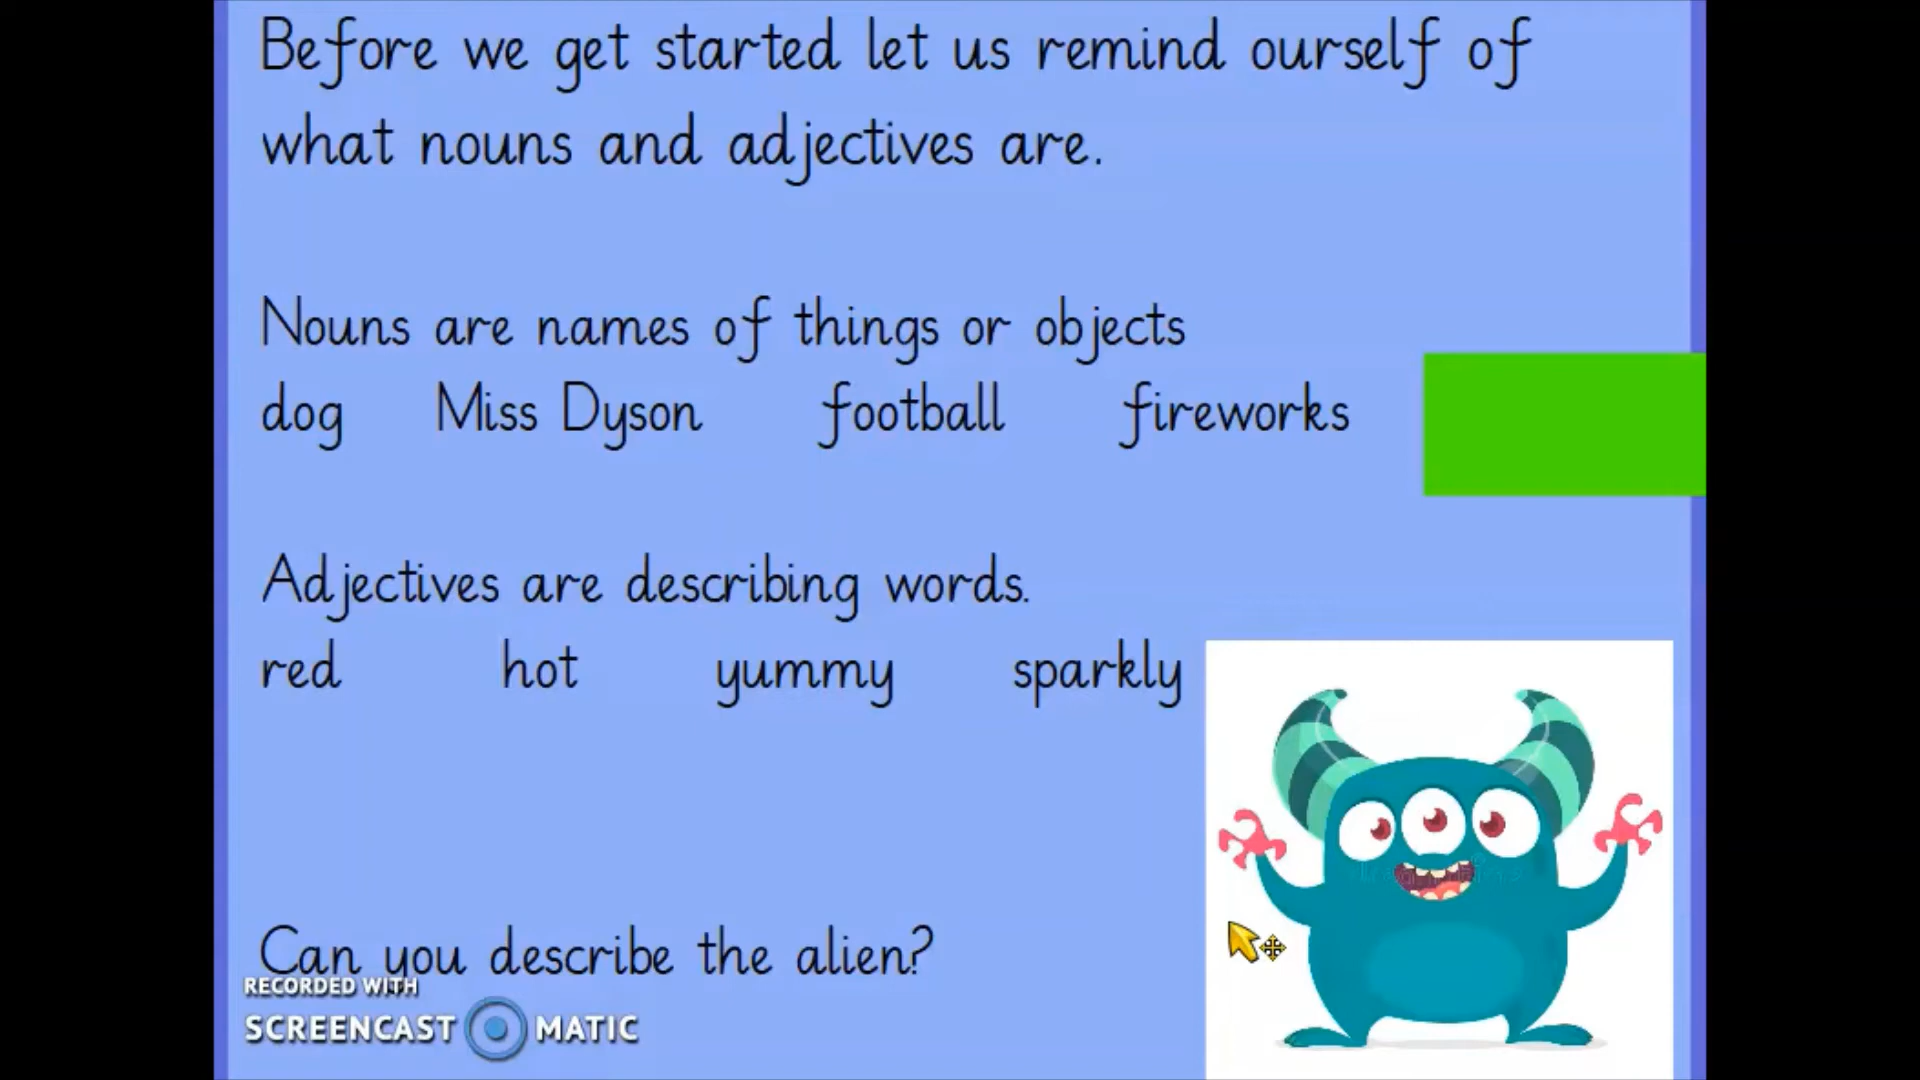 Before we get started let us remind ourself of
what nouns and adjectives are.
Nouns are names of things or objects
dog Miss Dyson football fireworks
Adjectives are describing words.
red hot yummy sparkly
Can you describe the alien?
RECORDED WITH
SCREENCAST MATIC